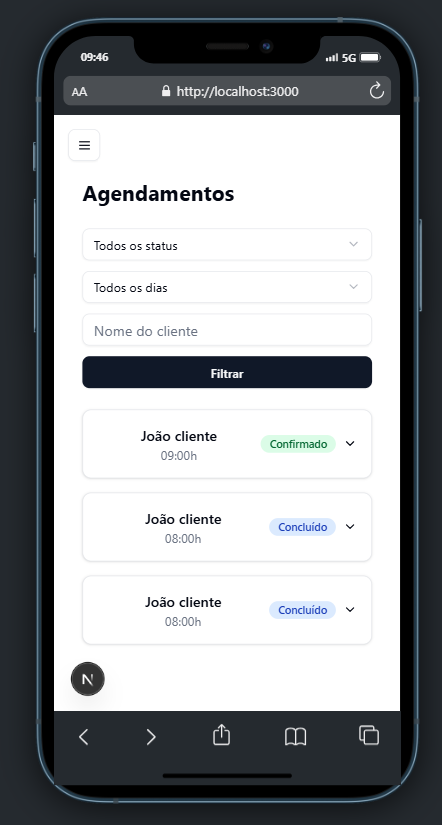 09:46
5G
AA
http://localhost:3000
Agendamentos
Todos os status
Todos os dias
Nome do cliente
Filtrar
João cliente
09:00h
Confirmado
João cliente
08:00h
Concluído
João cliente
08:00h
Concluído
N